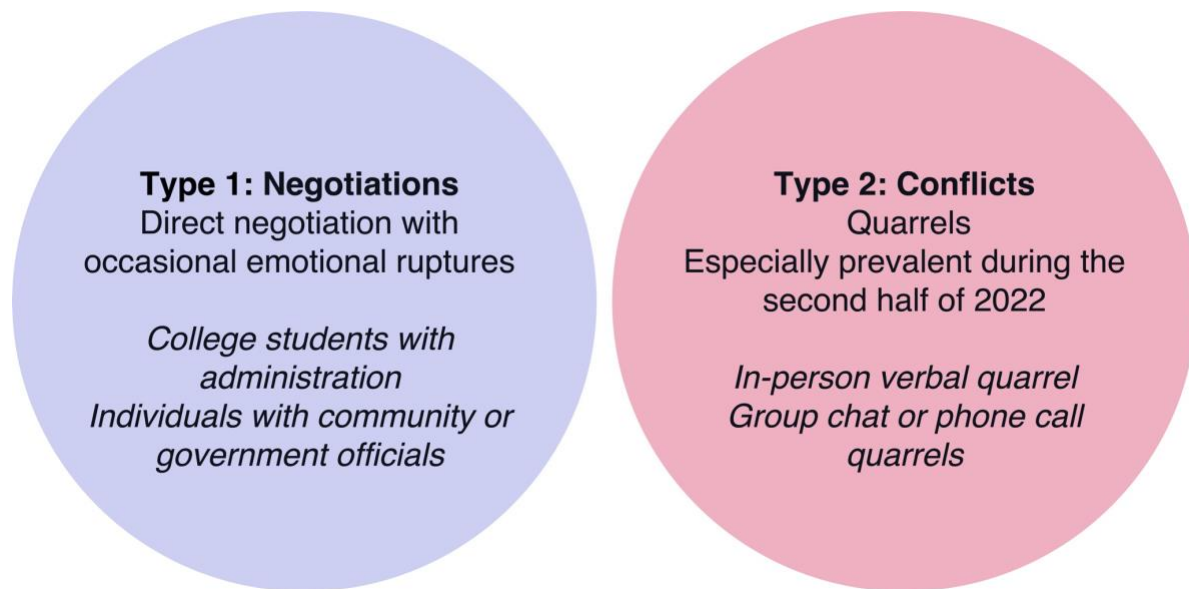 Type 1: Negotiations
Direct negotiation with
occasional emotional ruptures
College students with
administration
Individuals with community or
government officials
Type 2: Conflicts
Quarrels
Especially prevalent during the
second half of 2022
In-person verbal quarrel
Group chat or phone call
quarrels